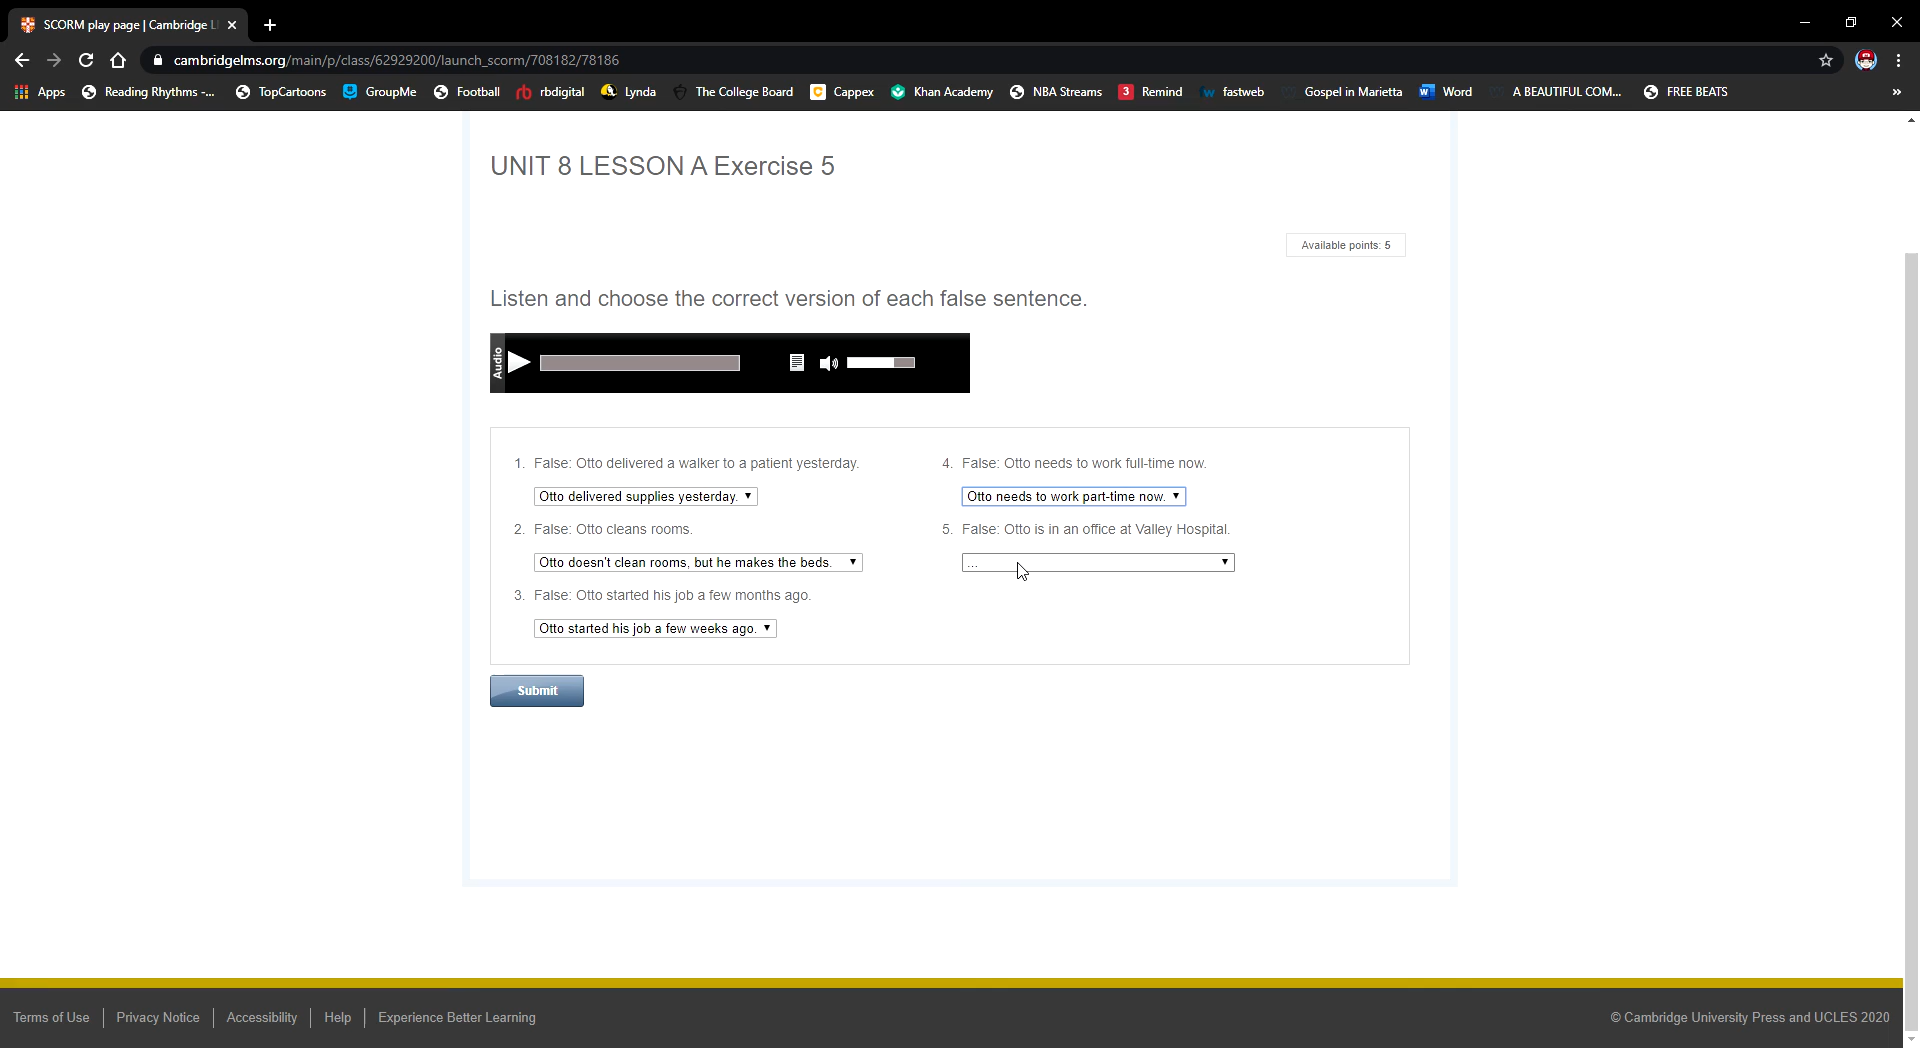 SCORM play page | Cambridge L
cambridgelms.org/main/p/class/62929200/launch_scorm/708182/78186
Apps Reading Rhythms -... TopCartoons GroupMe Football rbdigital Lynda The College Board Cappex Khan Academy NBA Streams 3 Remind fastweb Gospel in Marietta Word A BEAUTIFUL COM... FREE BEATS »
UNIT 8 LESSON A Exercise 5
Available points: 5
Listen and choose the correct version of each false sentence.
Audio
1. False: Otto delivered a walker to a patient yesterday.
Otto delivered supplies yesterday.
2. False: Otto cleans rooms.
Otto doesn't clean rooms, but he makes the beds.
3. False: Otto started his job a few months ago.
Otto started his job a few weeks ago.
4. False: Otto needs to work full-time now.
Otto needs to work part-time now.
5. False: Otto is in an office at Valley Hospital.
...
Submit
Terms of Use | Privacy Notice | Accessibility | Help | Experience Better Learning
© Cambridge University Press and UCLES 2020